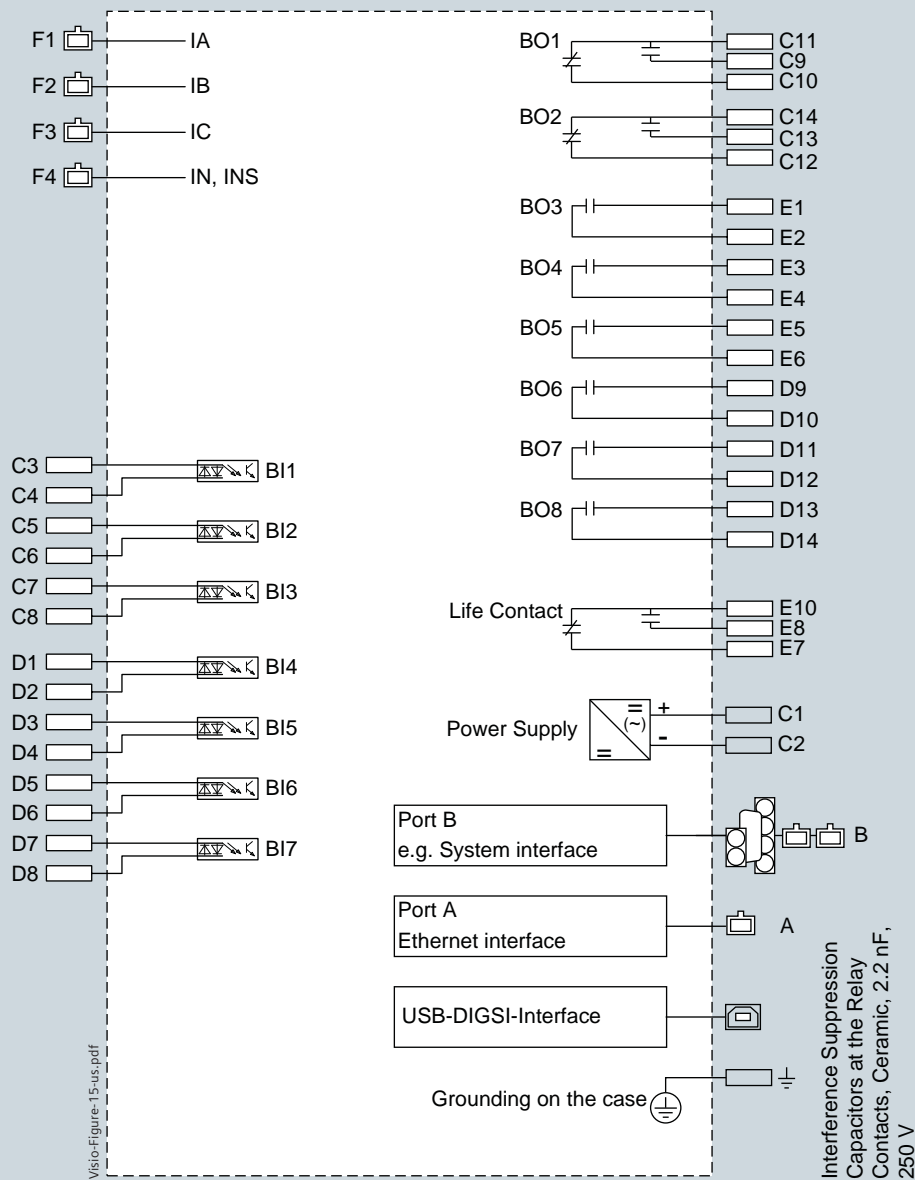 F1 IA
F2 IB
F3 IC
F4 IN, INS
C3
C4
BI1
C5
C6
BI2
C7
C8
BI3
D1
D2
BI4
D3
D4
BI5
D5
D6
BI6
D7
D8
BI7
BO1
C11
C9
C10
BO2
C14
C13
C12
BO3
E1
E2
BO4
E3
E4
BO5
E5
E6
BO6
D9
D10
BO7
D11
D12
BO8
D13
D14
Life Contact
E10
E8
E7
Power Supply
=
(~)
=
+
-
C1
C2
Port B
e.g. System interface
B
Port A
Ethernet interface
A
USB-DIGSI-Interface
Grounding on the case
Interference Suppression
Capacitors at the Relay
Contacts, Ceramic, 2.2 nF,
250 V
Visio-Figure-15-us.pdf